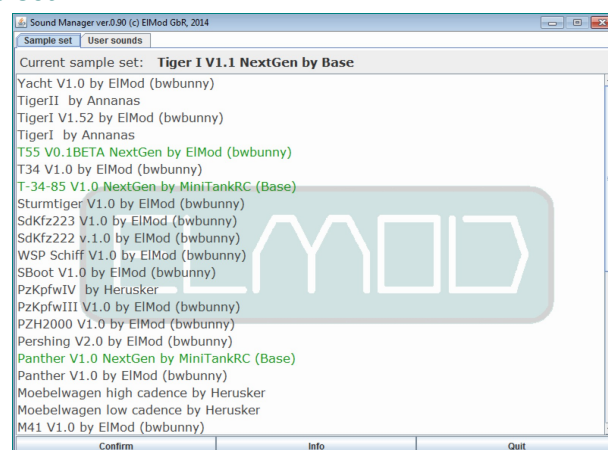 Sound Manager ver.0.90 (c) ElMod GbR, 2014
Sample set User sounds
Current sample set: Tiger I V1.1 NextGen by Base
Yacht V1.0 by ElMod (bwbunny)
TigerII by Annanas
TigerI V1.52 by ElMod (bwbunny)
TigerI by Annanas
T55 V0.1BETA NextGen by ElMod (bwbunny)
T34 V1.0 by ElMod (bwbunny)
T-34-85 V1.0 NextGen by MiniTankRC (Base)
Sturmtiger V1.0 by ElMod (bwbunny)
SdKfz223 V1.0 by ElMod (bwbunny)
SdKfz222 v.1.0 by ElMod (bwbunny)
WSP Schiff V1.0 by ElMod (bwbunny)
SBoot V1.0 by ElMod (bwbunny)
PzKpfwIV by Herusker
PzKpfwIII V1.0 by ElMod (bwbunny)
PZH2000 V1.0 by ElMod (bwbunny)
Pershing V2.0 by ElMod (bwbunny)
Panther V1.0 NextGen by MiniTankRC (Base)
Panther V1.0 by ElMod (bwbunny)
Moebelwagen high cadence by Herusker
Moebelwagen low cadence by Herusker
M41 V1.0 by ElMod (bwbunny)
ELMOD
Confirm Info Quit